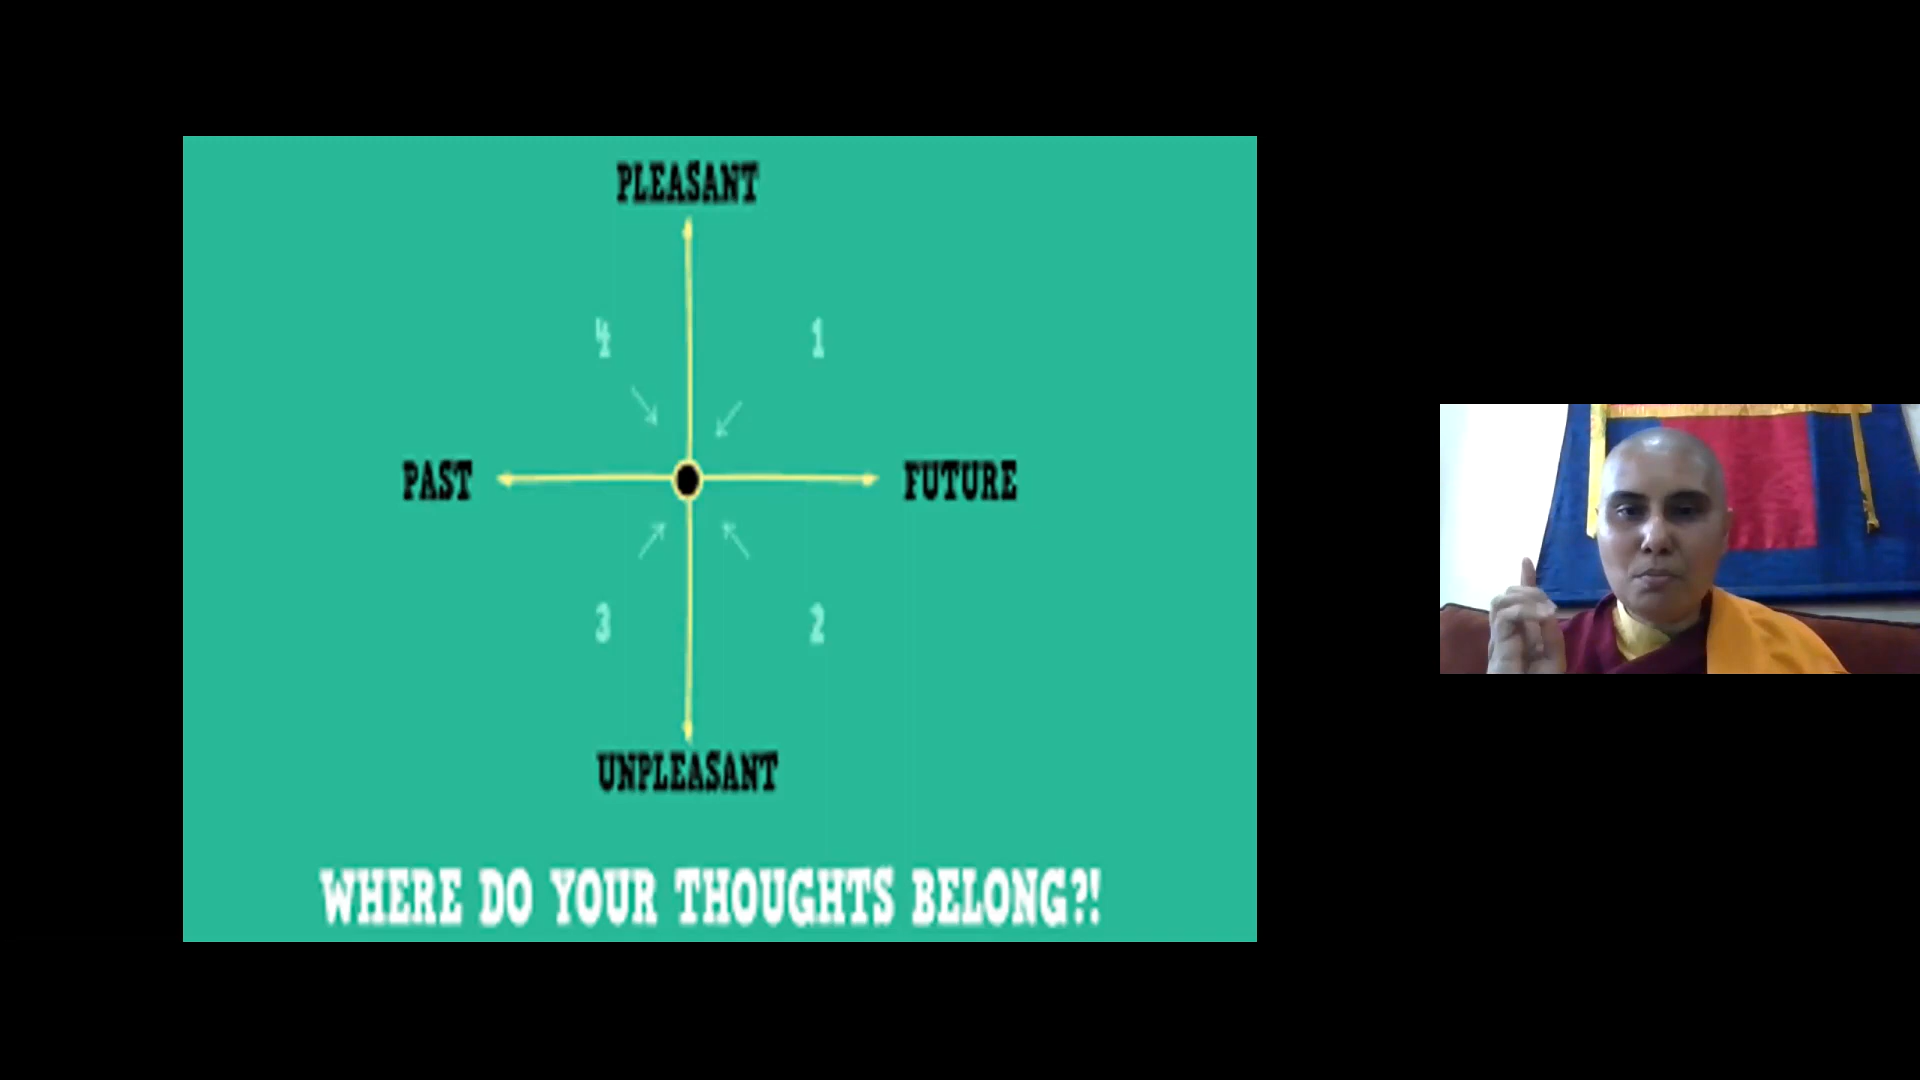 PLEASANT
4 1
PAST FUTURE
3 2
UNPLEASANT
WHERE DO YOUR THOUGHTS BELONG?!